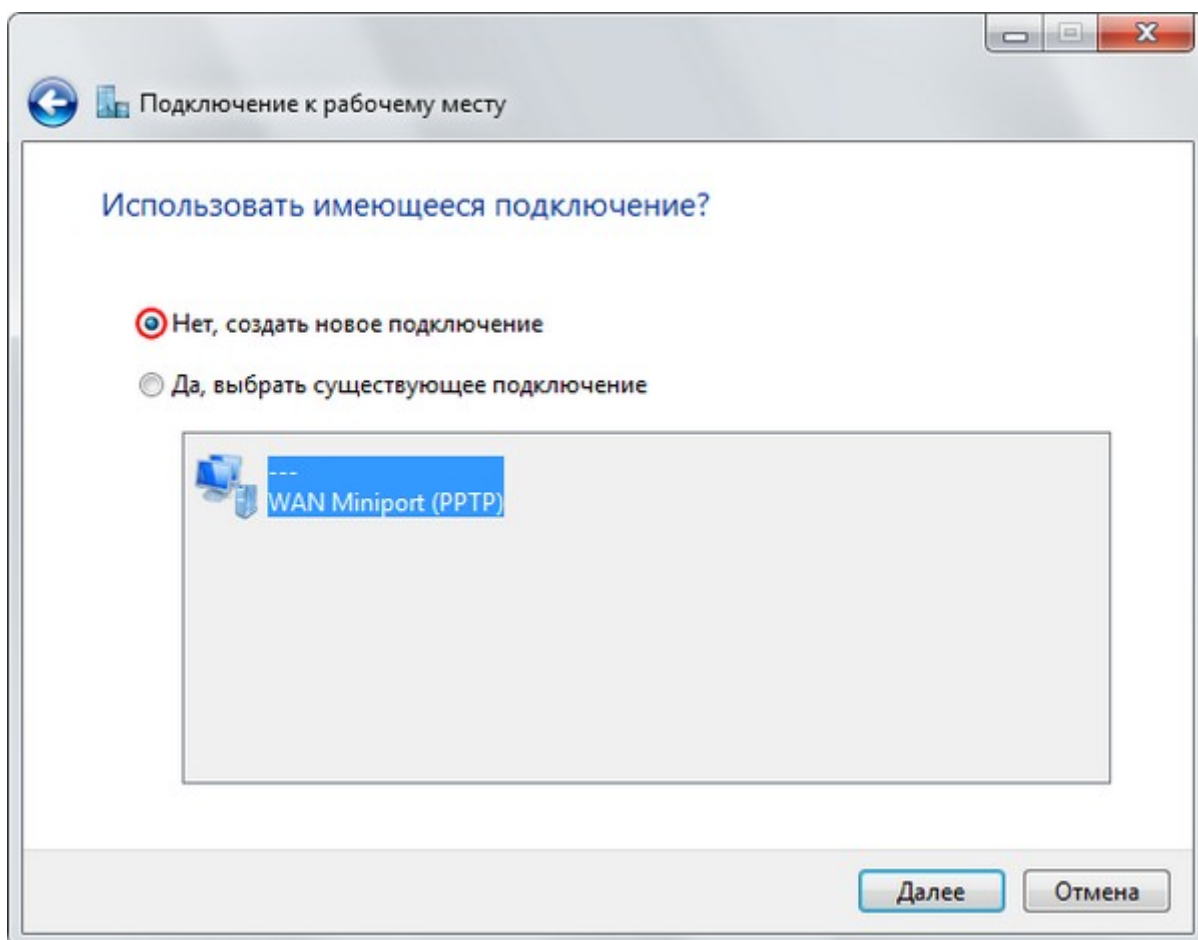 Подключение к рабочему месту
Использовать имеющееся подключение?
Нет, создать новое подключение
Да, выбрать существующее подключение
---
WAN Miniport (PPTP)
Далее
Отмена